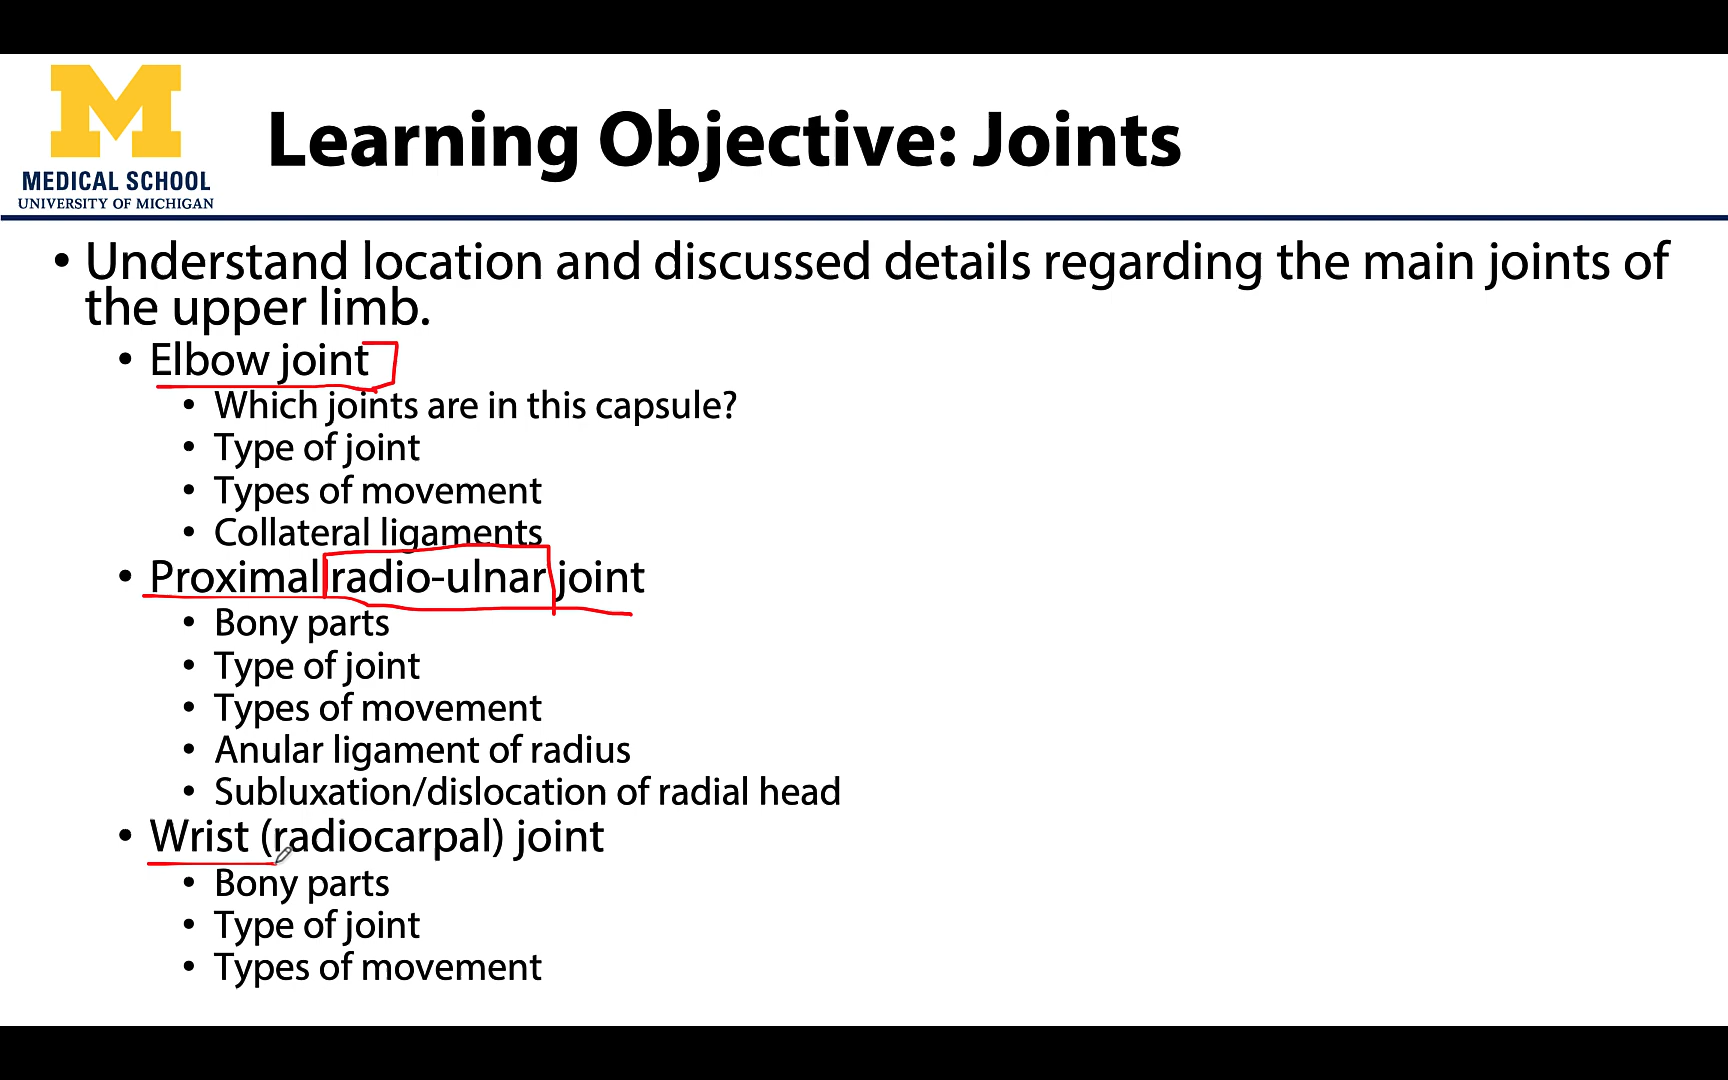 M
MEDICAL SCHOOL
UNIVERSITY OF MICHIGAN
Learning Objective: Joints
• Understand location and discussed details regarding the main joints of
the upper limb.
• Elbow joint
• Which joints are in this capsule?
• Type of joint
• Types of movement
• Collateral ligaments
• Proximal radio-ulnar joint
• Bony parts
• Type of joint
• Types of movement
• Anular ligament of radius
• Subluxation/dislocation of radial head
• Wrist (radiocarpal) joint
• Bony parts
• Type of joint
• Types of movement